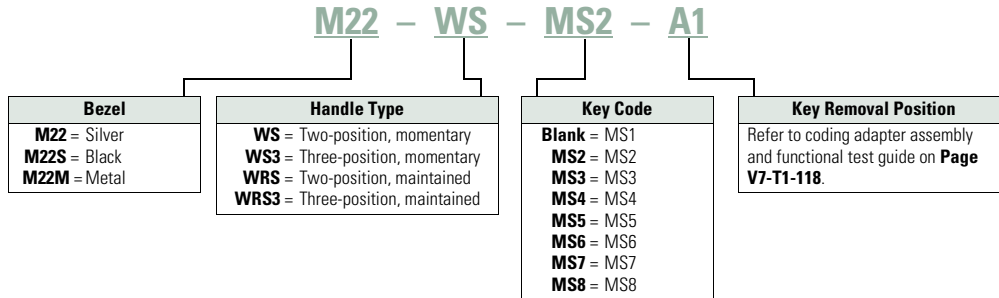 M22 – WS – MS2 – A1
Bezel
M22 = Silver
M22S = Black
M22M = Metal
Handle Type
WS = Two-position, momentary
WS3 = Three-position, momentary
WRS = Two-position, maintained
WRS3 = Three-position, maintained
Key Code
Blank = MS1
MS2 = MS2
MS3 = MS3
MS4 = MS4
MS5 = MS5
MS6 = MS6
MS7 = MS7
MS8 = MS8
Key Removal Position
Refer to coding adapter assembly
and functional test guide on Page
V7-T1-118.